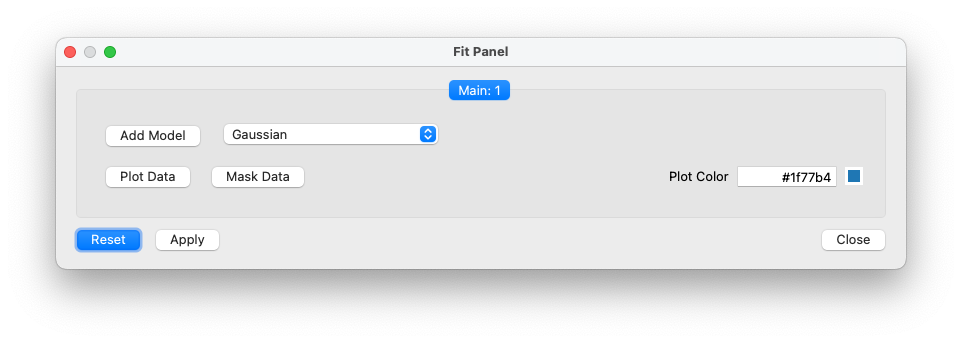 Fit Panel
Main: 1
Add Model Gaussian
Plot Data Mask Data Plot Color #1f77b4
Reset Apply Close